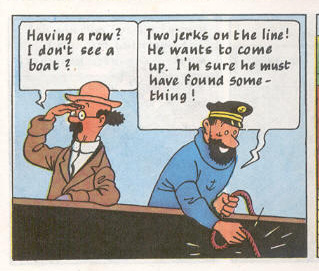 Having a row?
I don't see a
boat?
Two jerks on the line!
He wants to come
up. I'm sure he must
have found some-
thing!